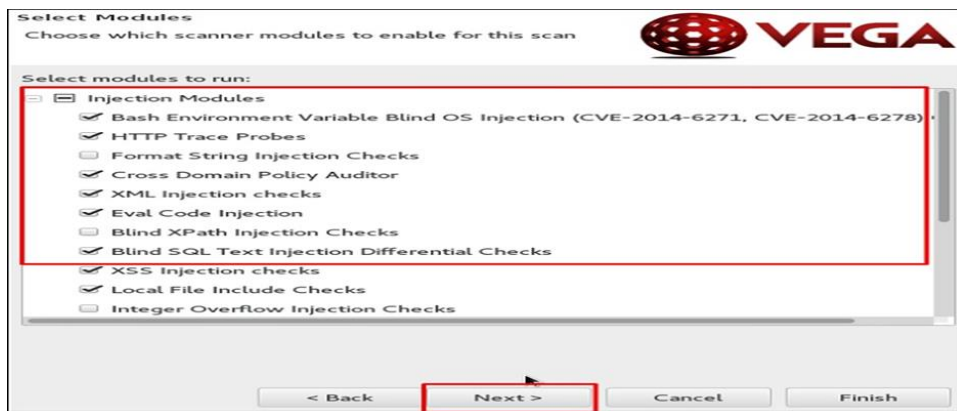 Select Modules
Choose which scanner modules to enable for this scan
VEGA
Select modules to run:
Injection Modules
Bash Environment Variable Blind OS Injection (CVE-2014-6271, CVE-2014-6278)
HTTP Trace Probes
Format String Injection Checks
Cross Domain Policy Auditor
XML Injection checks
Eval Code Injection
Blind XPath Injection Checks
Blind SQL Text Injection Differential Checks
XSS Injection checks
Local File Include Checks
Integer Overflow Injection Checks
< Back
Next >
Cancel
Finish